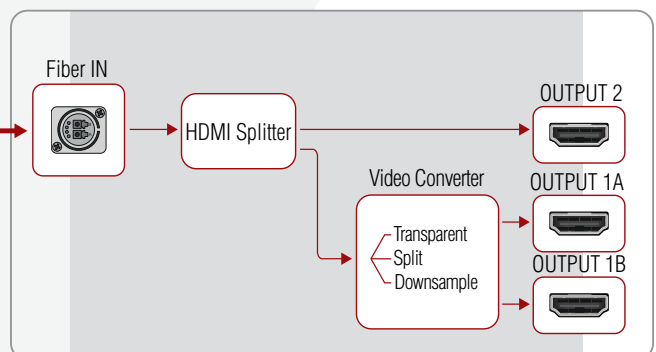 Fiber IN
HDMI Splitter
OUTPUT 2
Video Converter
Transparent
Split
Downsample
OUTPUT 1A
OUTPUT 1B